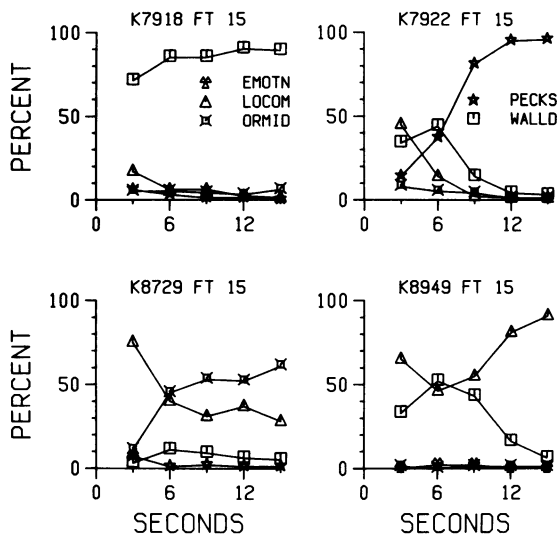 K7918 FT 15
K7922 FT 15
100
50
0
PERCENT
EMOTN
LOCOM
ORMID
0 6 12
100
50
0
PECKS
WALLD
0 6 12
K8729 FT 15
K8949 FT 15
100
50
0
PERCENT
0 6 12
SECONDS
100
50
0
0 6 12
SECONDS